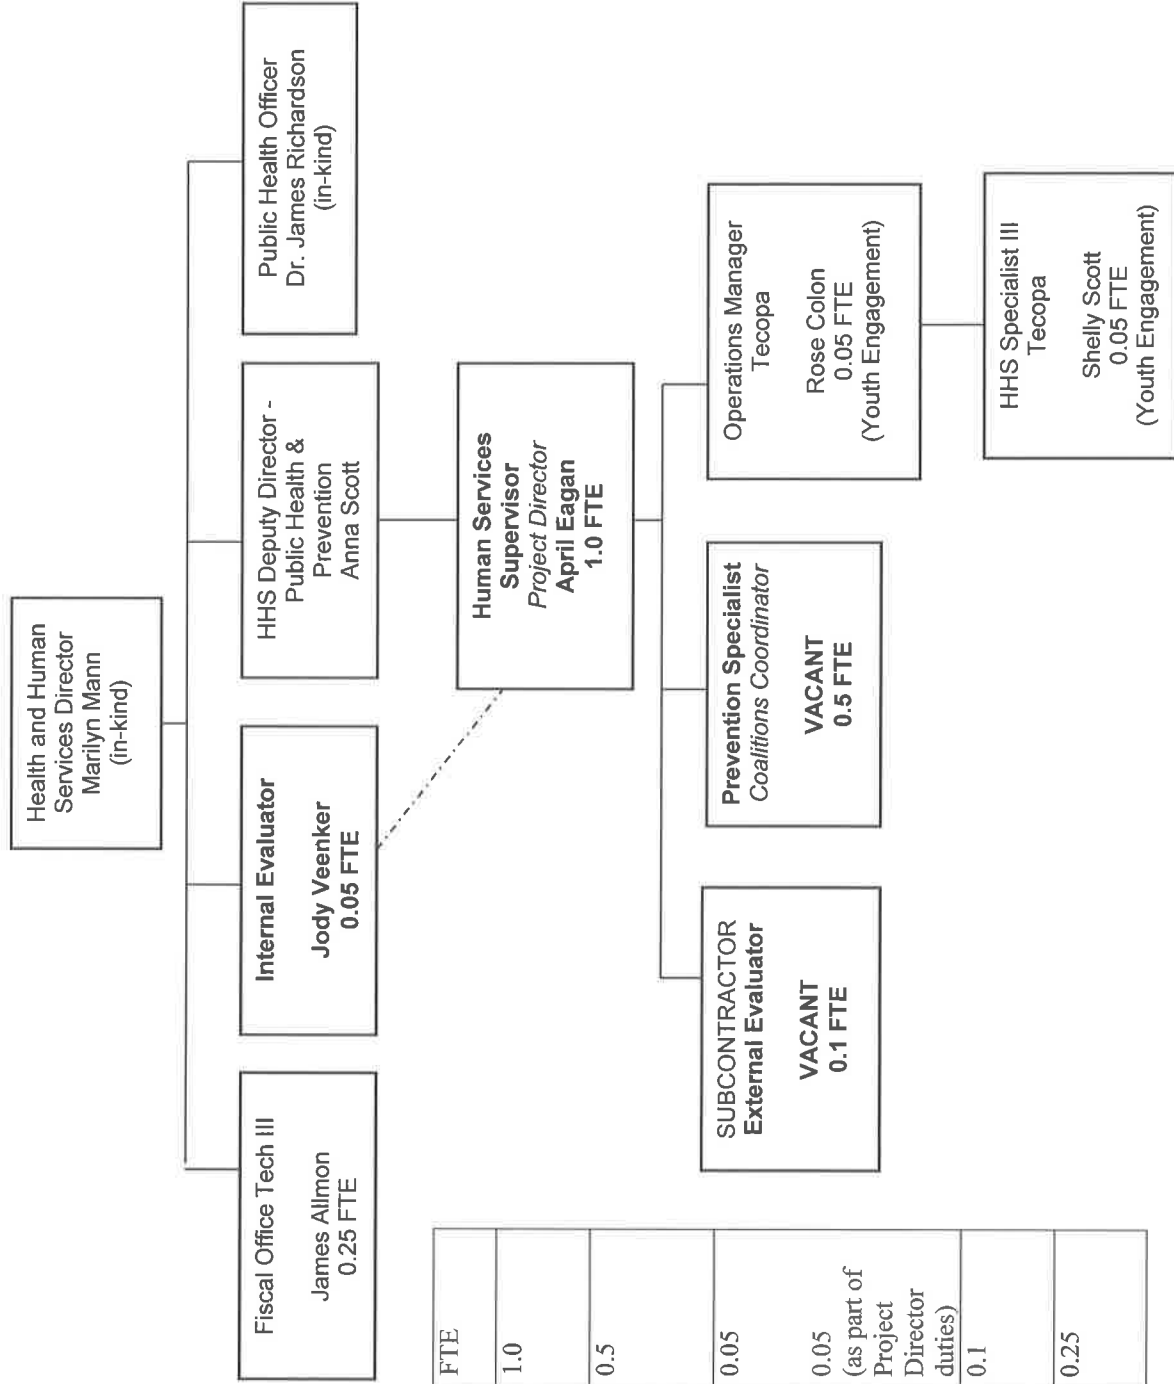 Health and Human
Services Director
Marilyn Mann
(in-kind)
Fiscal Office Tech III
James Allmon
0.25 FTE
Internal Evaluator
Jody Veenker
0.05 FTE
HHS Deputy Director -
Public Health &
Prevention
Anna Scott
Public Health Officer
Dr. James Richardson
(in-kind)
Human Services
Supervisor
Project Director
April Eagan
1.0 FTE
SUBCONTRACTOR
External Evaluator
VACANT
0.1 FTE
Prevention Specialist
Coalitions Coordinator
VACANT
0.5 FTE
Operations Manager
Tecopa
Rose Colon
0.05 FTE
(Youth Engagement)
HHS Specialist III
Tecopa
Shelly Scott
0.05 FTE
(Youth Engagement)
FTE
1.0
0.5
0.05
0.05
(as part of
Project
Director
duties)
0.1
0.25